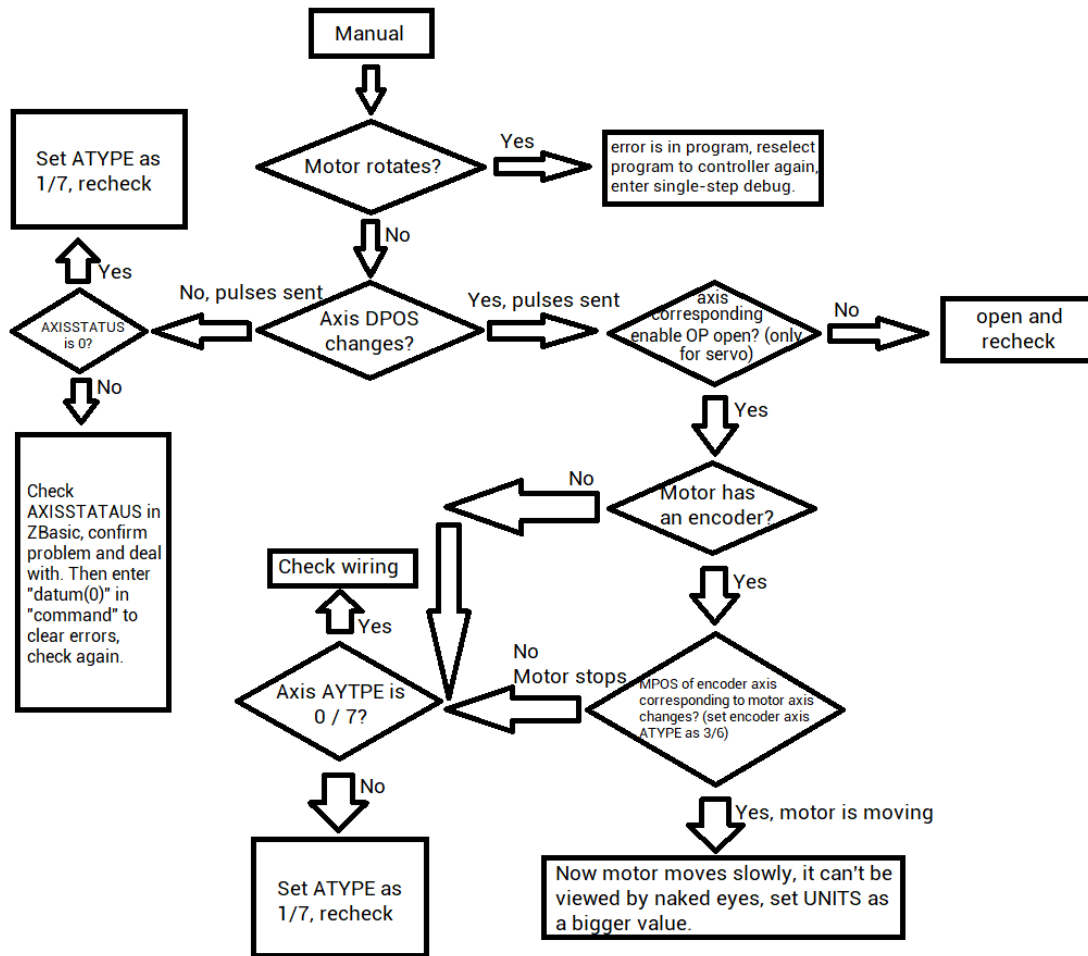 Manual
Motor rotates?
Yes
error is in program, reselect
program to controller again,
enter single-step debug.
No
Set ATYPE as
1/7, recheck
Yes
AXISSTATUS
is 0?
No, pulses sent
Axis DPOS
changes?
Yes, pulses sent
axis
corresponding
enable OP open? (only
for servo)
No
open and
recheck
No
Check
AXISSTATAUS in
ZBasic, confirm
problem and deal
with. Then enter
"datum(0)" in
"command" to
clear errors,
check again.
Yes
Motor has
an encoder?
No
Yes
Check wiring
Yes
Axis AYTPE is
0 / 7?
No
Motor stops
MPOS of encoder axis
corresponding to motor axis
changes? (set encoder axis
ATYPE as 3/6)
No
Set ATYPE as
1/7, recheck
Yes, motor is moving
Now motor moves slowly, it can't be
viewed by naked eyes, set UNITS as
a bigger value.